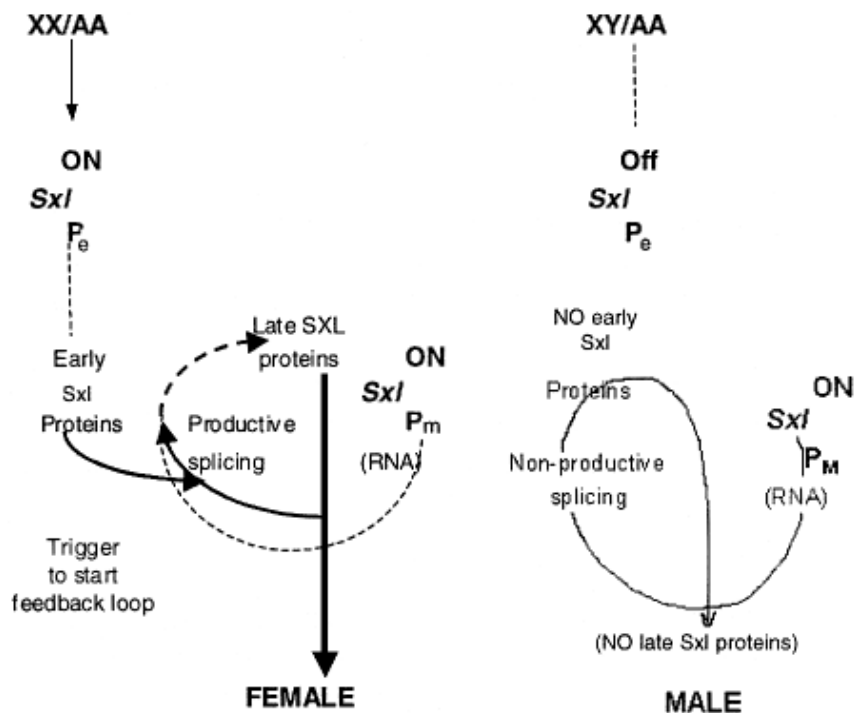 XX/AA
ON
Sxl
Pe
Early
Sxl
Proteins
Trigger
to start
feedback loop
Late SXL
proteins
Productive
splicing
ON
Sxl
Pm
(RNA)
FEMALE
XY/AA
Off
Sxl
Pe
NO early
Sxl
Proteins
Non-productive
splicing
ON
Sxl
PM
(RNA)
(NO late Sxl proteins)
MALE